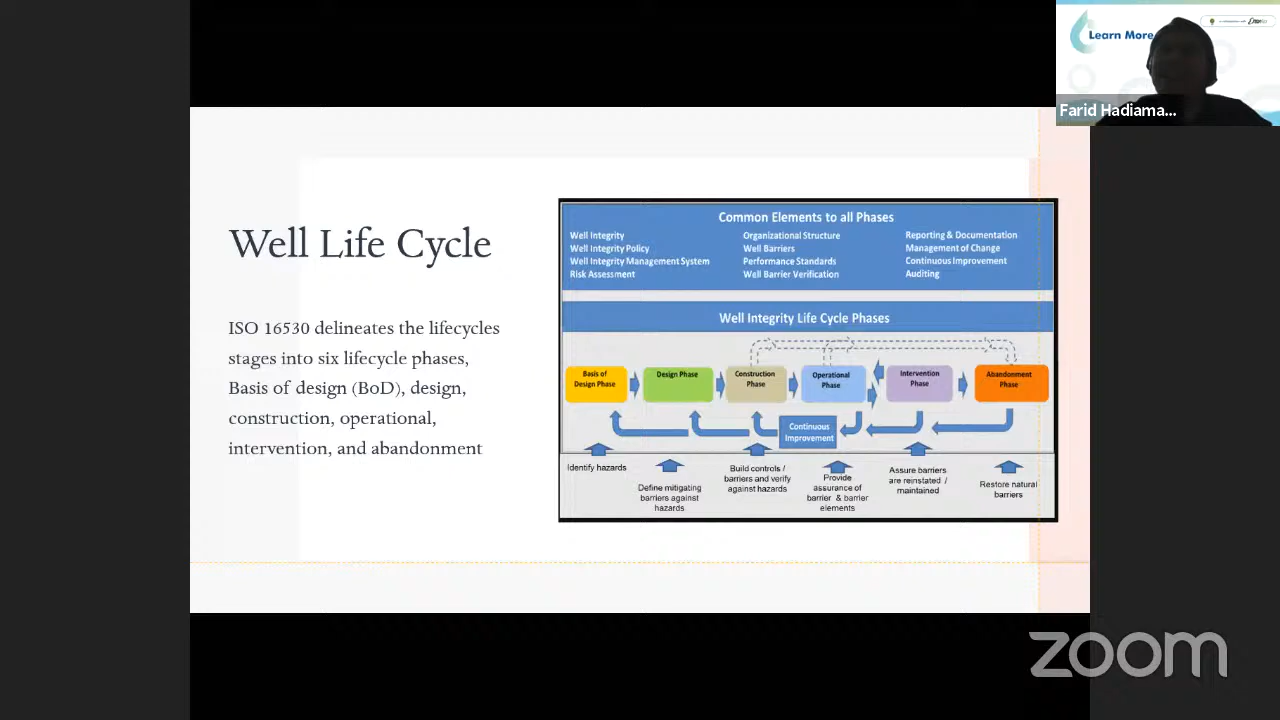 Learn More
Farid Hadiama...
Well Life Cycle
ISO 16530 delineates the lifecycles
stages into six lifecycle phases,
Basis of design (BoD), design,
construction, operational,
intervention, and abandonment
Common Elements to all Phases
Well Integrity
Well Integrity Policy
Well Integrity Management System
Risk Assessment
Organizational Structure
Well Barriers
Performance Standards
Well Barrier Verification
Reporting & Documentation
Management of Change
Continuous Improvement
Auditing
Well Integrity Life Cycle Phases
Basis of
Design Phase
Design Phase
Construction
Phase
Operational
Phase
Intervention
Phase
Abandonment
Phase
Continuous
Improvement
Identify hazards
Define mitigating
barriers against
hazards
Build controls /
barriers and verify
against hazards
Provide
assurance of
barrier & barrier
elements
Assure barriers
are reinstated /
maintained
Restore natural
barriers
zoom